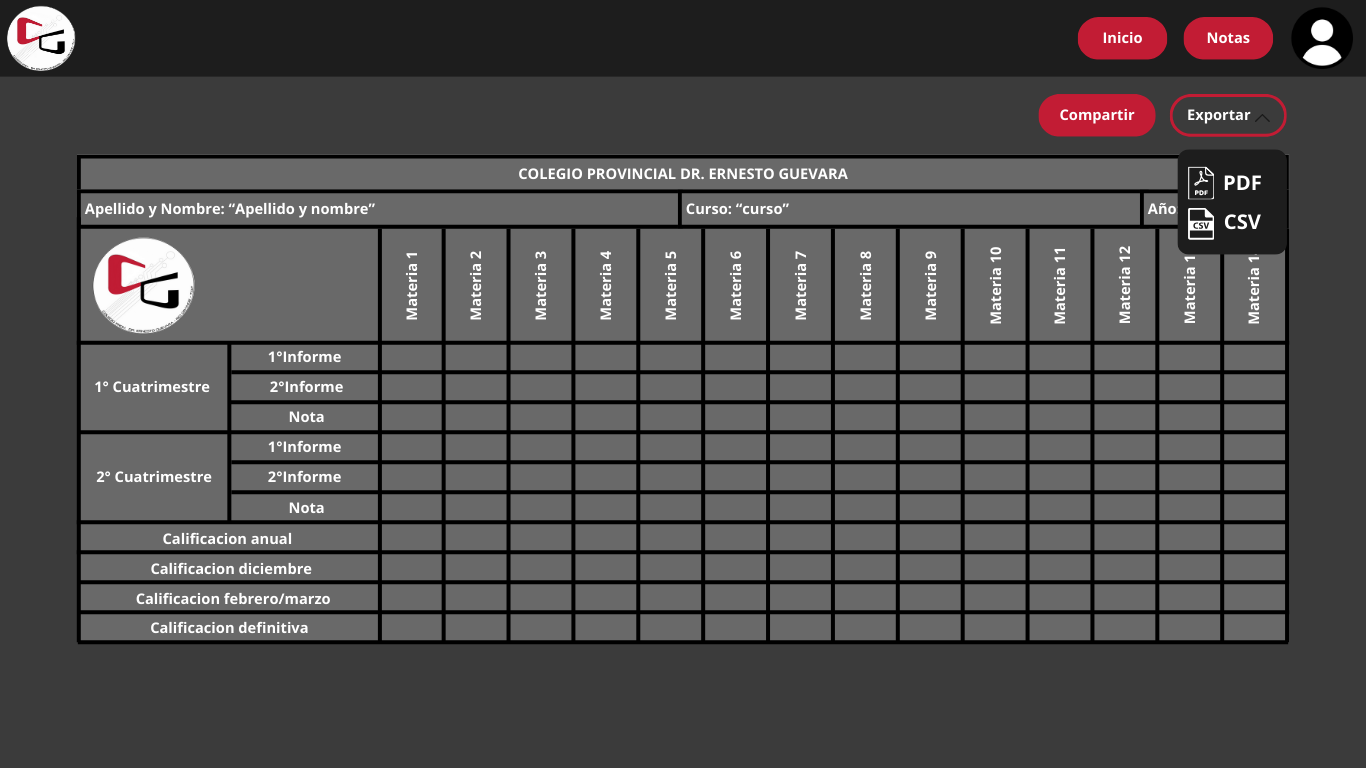 Inicio
Notas
Compartir
Exportar
PDF
PDF
CSV
CSV
COLEGIO PROVINCIAL DR. ERNESTO GUEVARA
Apellido y Nombre: “Apellido y nombre”
Curso: “curso”
Año
Materia 1
Materia 2
Materia 3
Materia 4
Materia 5
Materia 6
Materia 7
Materia 8
Materia 9
Materia 10
Materia 11
Materia 12
Materia 1
Materia 1
1° Cuatrimestre
1°Informe
2°Informe
Nota
2° Cuatrimestre
1°Informe
2°Informe
Nota
Calificacion anual
Calificacion diciembre
Calificacion febrero/marzo
Calificacion definitiva